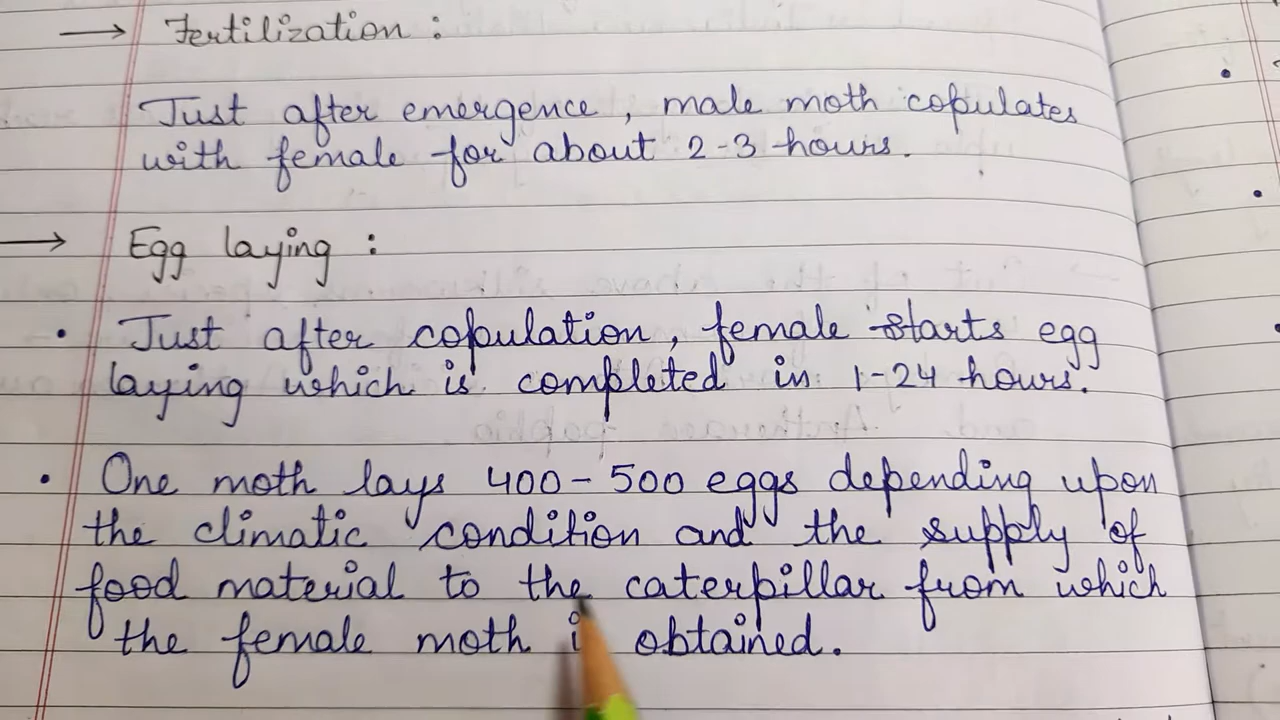 → Fertilization :
Just after emergence, male moth copulates
with female for about 2-3 hours.
→ Egg laying :
• Just after copulation, female starts egg
laying which is completed in 1-24 hours.
• One moth lays 400-500 eggs depending upon
the climatic condition and the supply of
food material to the caterpillar from which
the female moth i obtained.